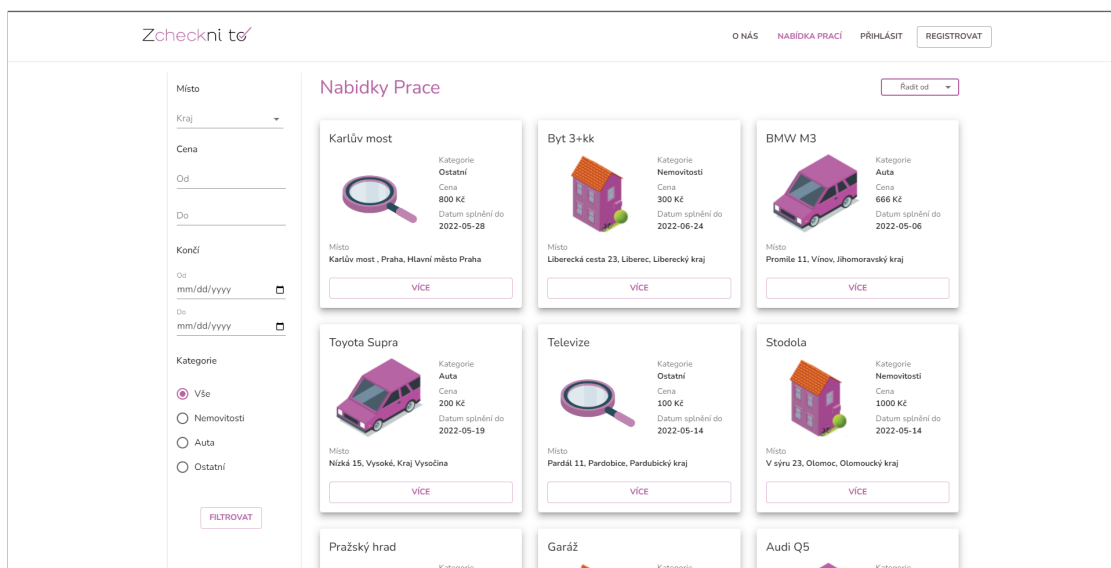 Zcheckni to
O NÁS NABÍDKA PRACÍ PŘIHLÁSIT REGISTROVAT
Místo
Kraj
Cena
Od
Do
Končí
Od
mm/dd/yyyy
Do
mm/dd/yyyy
Kategorie
Vše
Nemovitosti
Auta
Ostatní
FILTROVAT
Nabidky Prace
Řadit od
Karlův most
Kategorie
Ostatní
Cena
800 Kč
Datum splnění do
2022-05-28
Místo
Karlův most , Praha, Hlavní město Praha
VÍCE
Byt 3+kk
Kategorie
Nemovitosti
Cena
300 Kč
Datum splnění do
2022-06-24
Místo
Liberecká cesta 23, Liberec, Liberecký kraj
VÍCE
BMW M3
Kategorie
Auta
Cena
666 Kč
Datum splnění do
2022-05-06
Místo
Promile 11, Vínov, Jihomoravský kraj
VÍCE
Toyota Supra
Kategorie
Auta
Cena
200 Kč
Datum splnění do
2022-05-19
Místo
Nízká 15, Vysoké, Kraj Vysočina
VÍCE
Televize
Kategorie
Ostatní
Cena
100 Kč
Datum splnění do
2022-05-14
Místo
Pardál 11, Pardobice, Pardubický kraj
VÍCE
Stodola
Kategorie
Nemovitosti
Cena
1000 Kč
Datum splnění do
2022-05-14
Místo
V sýru 23, Olomoc, Olomoucký kraj
VÍCE
Pražský hrad
Kategorie
Garáž
Kategorie
Audi Q5
Kategorie